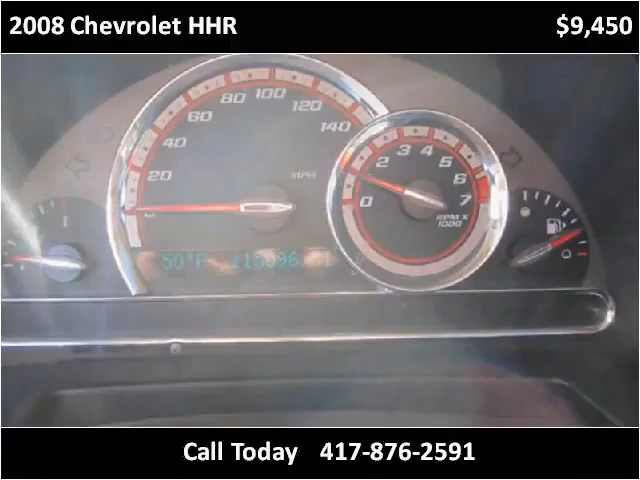 2008 Chevrolet HHR $9,450
0 20 40 60 80 100 120 140
MPH
0 2 3 4 5 6 7
RPM X
1000
50°F
Call Today 417-876-2591